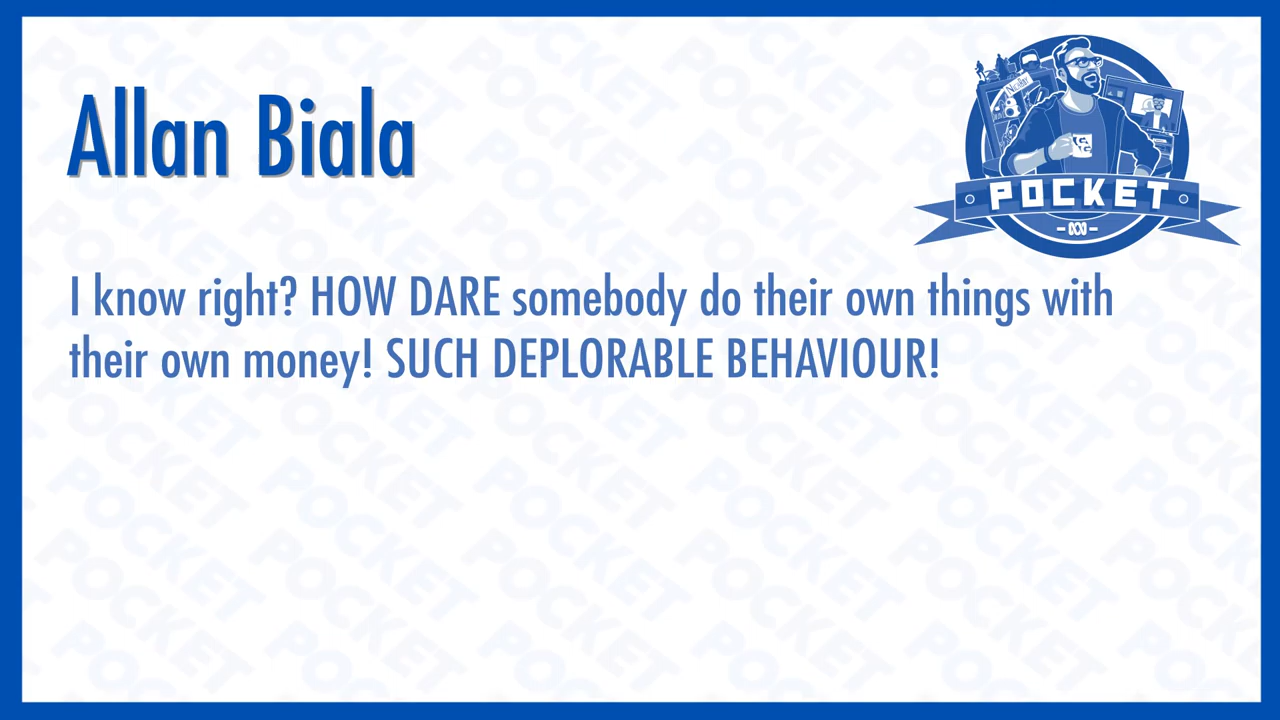 Allan Biala
POCKET
I know right? HOW DARE somebody do their own things with
their own money! SUCH DEPLORABLE BEHAVIOUR!